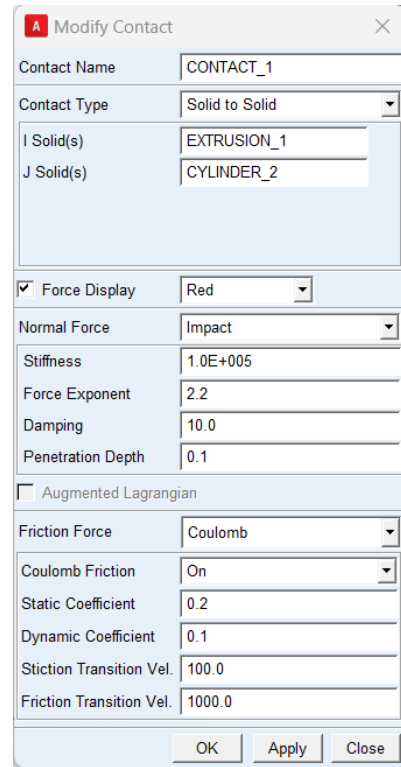 A Modify Contact
Contact Name CONTACT_1
Contact Type Solid to Solid
I Solid(s) EXTRUSION_1
J Solid(s) CYLINDER_2
Force Display Red
Normal Force Impact
Stiffness 1.0E+005
Force Exponent 2.2
Damping 10.0
Penetration Depth 0.1
Augmented Lagrangian
Friction Force Coulomb
Coulomb Friction On
Static Coefficient 0.2
Dynamic Coefficient 0.1
Stiction Transition Vel. 100.0
Friction Transition Vel. 1000.0
OK Apply Close